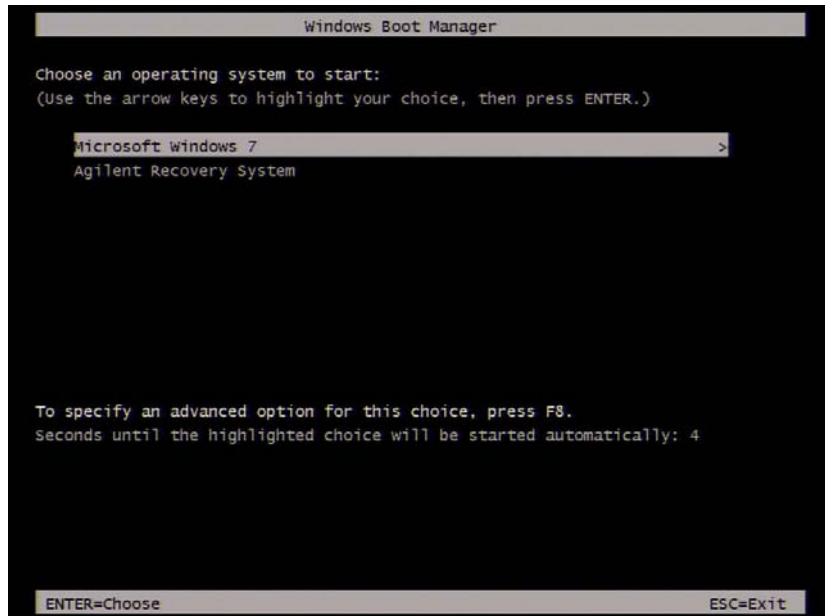 Windows Boot Manager
Choose an operating system to start:
(Use the arrow keys to highlight your choice, then press ENTER.)
Microsoft Windows 7 >
Agilent Recovery System
To specify an advanced option for this choice, press F8.
Seconds until the highlighted choice will be started automatically: 4
ENTER=Choose ESC=Exit